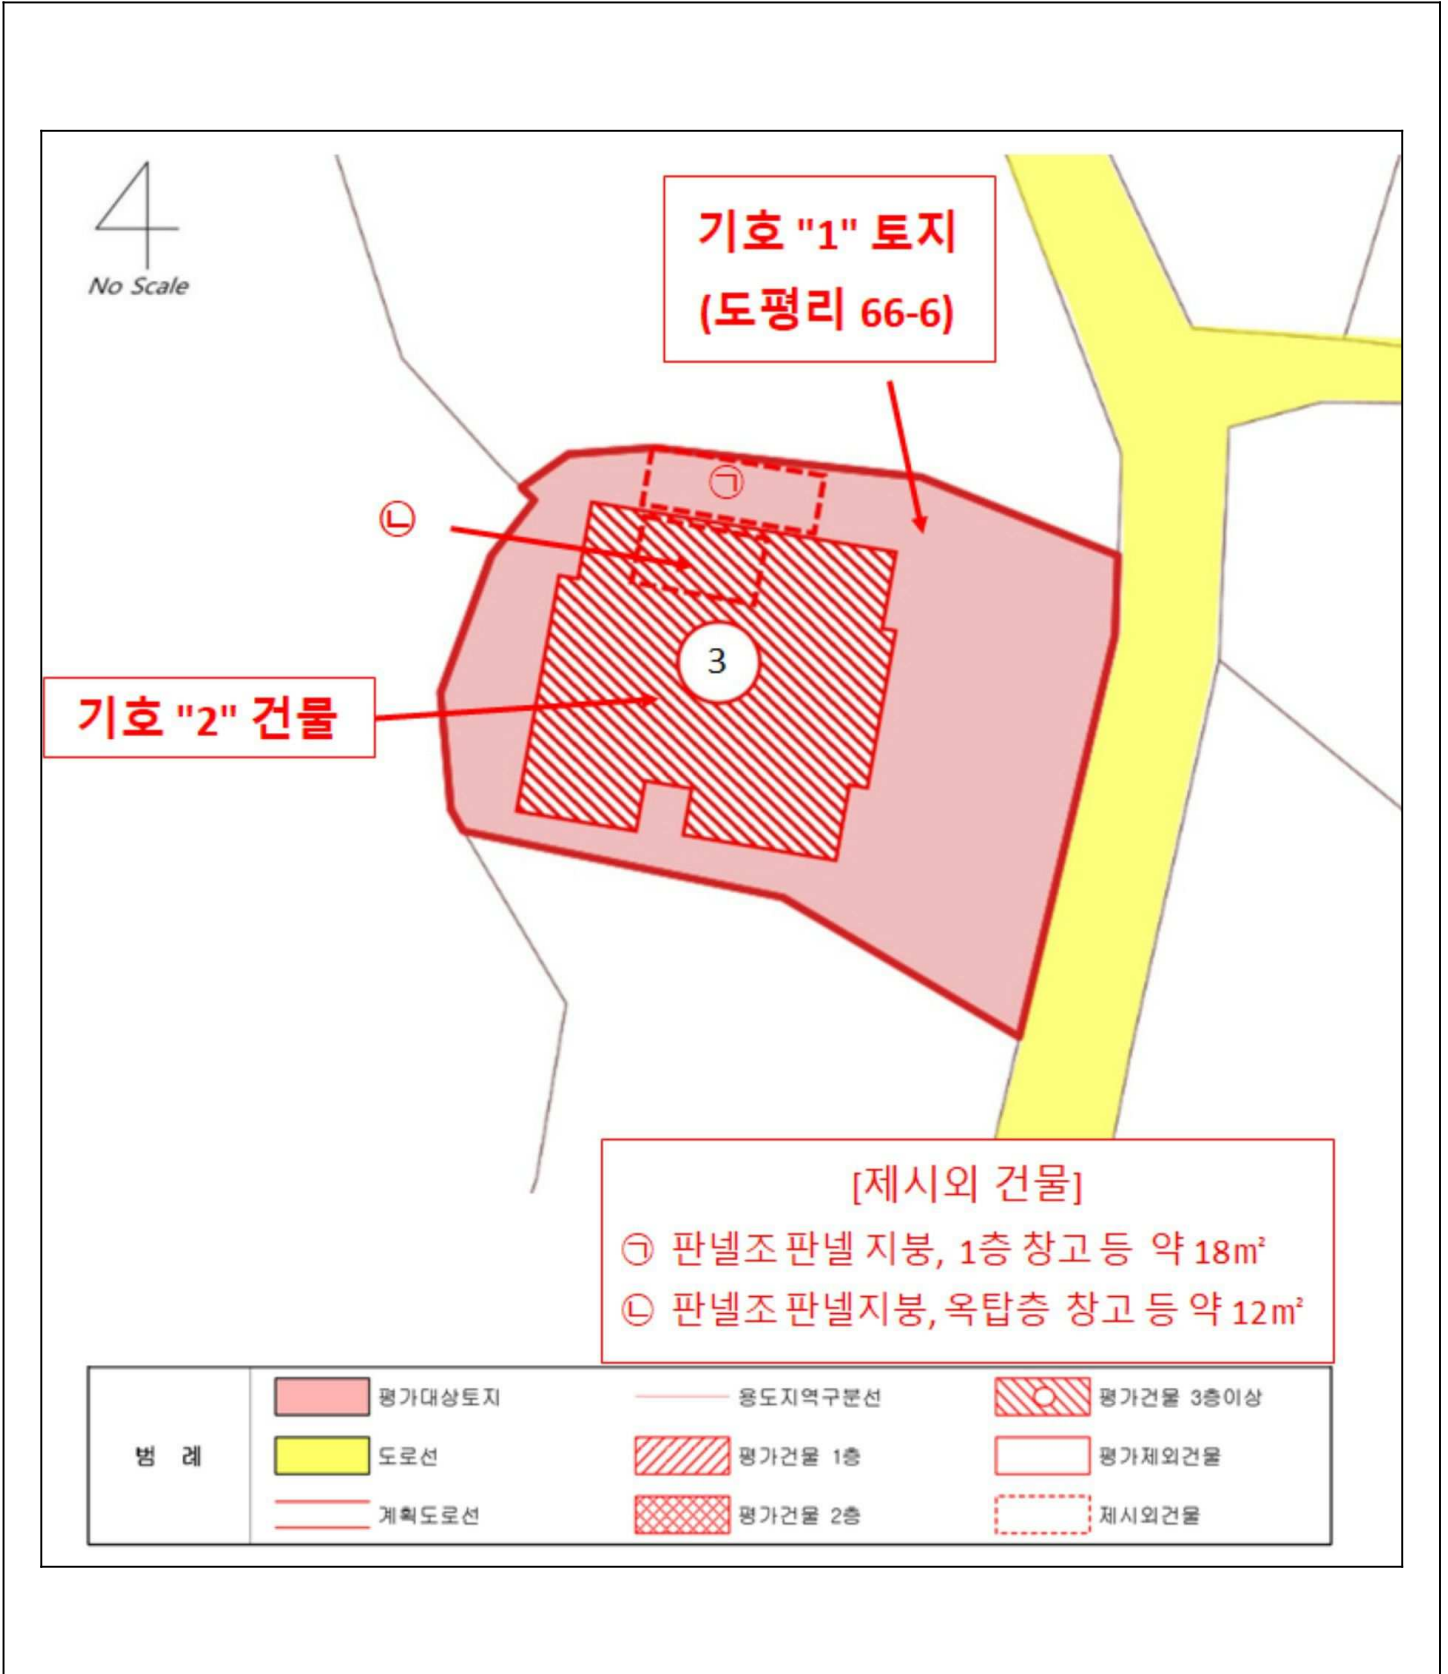 No Scale
기호 "1" 토지
(도평리 66-6)
㉠
㉡
3
기호 "2" 건물
[제시외 건물]
㉠ 판넬조 판넬 지붕, 1층 창고 등 약 18㎡
㉡ 판넬조 판넬지붕, 옥탑층 창고 등 약 12㎡
범 례
평가대상토지
용도지역구분선
평가건물 3층이상
도로선
평가건물 1층
평가제외건물
계획도로선
평가건물 2층
제시외건물